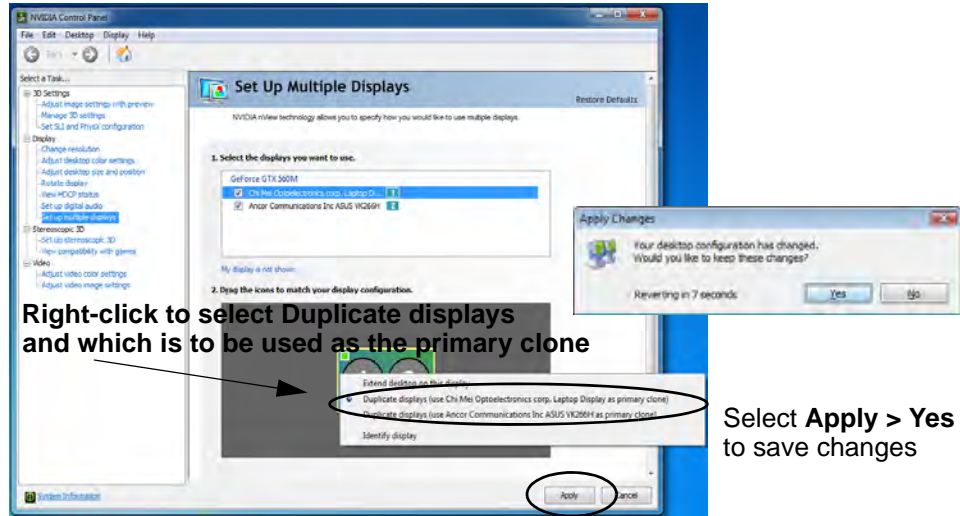 NVIDIA Control Panel
File Edit Desktop Display Help
Back
Select a Task...
3D Settings
Adjust image settings with preview
Manage 3D settings
Set SLI and PhysX configuration
Display
Change resolution
Adjust desktop color settings
Adjust desktop size and position
Rotate display
View HDCP status
Set up digital audio
Set up multiple displays
Stereoscopic 3D
Set up stereoscopic 3D
View compatibility with games
Video
Adjust video color settings
Adjust video image settings
System Information
Set Up Multiple Displays
Restore Defaults
NVIDIA nView technology allows you to specify how you would like to use multiple displays.
1. Select the displays you want to use.
GeForce GTX 560M
Chi Mei Optoelectronics corp. Laptop Di... 1
Ancor Communications Inc ASUS VK266H 2
My display is not shown
2. Drag the icons to match your display configuration.
Right-click to select Duplicate displays
and which is to be used as the primary clone
Extend desktop on this display
Duplicate displays (use Chi Mei Optoelectronics corp. Laptop Display as primary clone)
Duplicate displays (use Ancor Communications Inc ASUS VK266H as primary clone)
Identify display
Apply
Cancel
Apply Changes
Your desktop configuration has changed.
Would you like to keep these changes?
Reverting in 7 seconds
Yes
No
Select Apply > Yes
to save changes